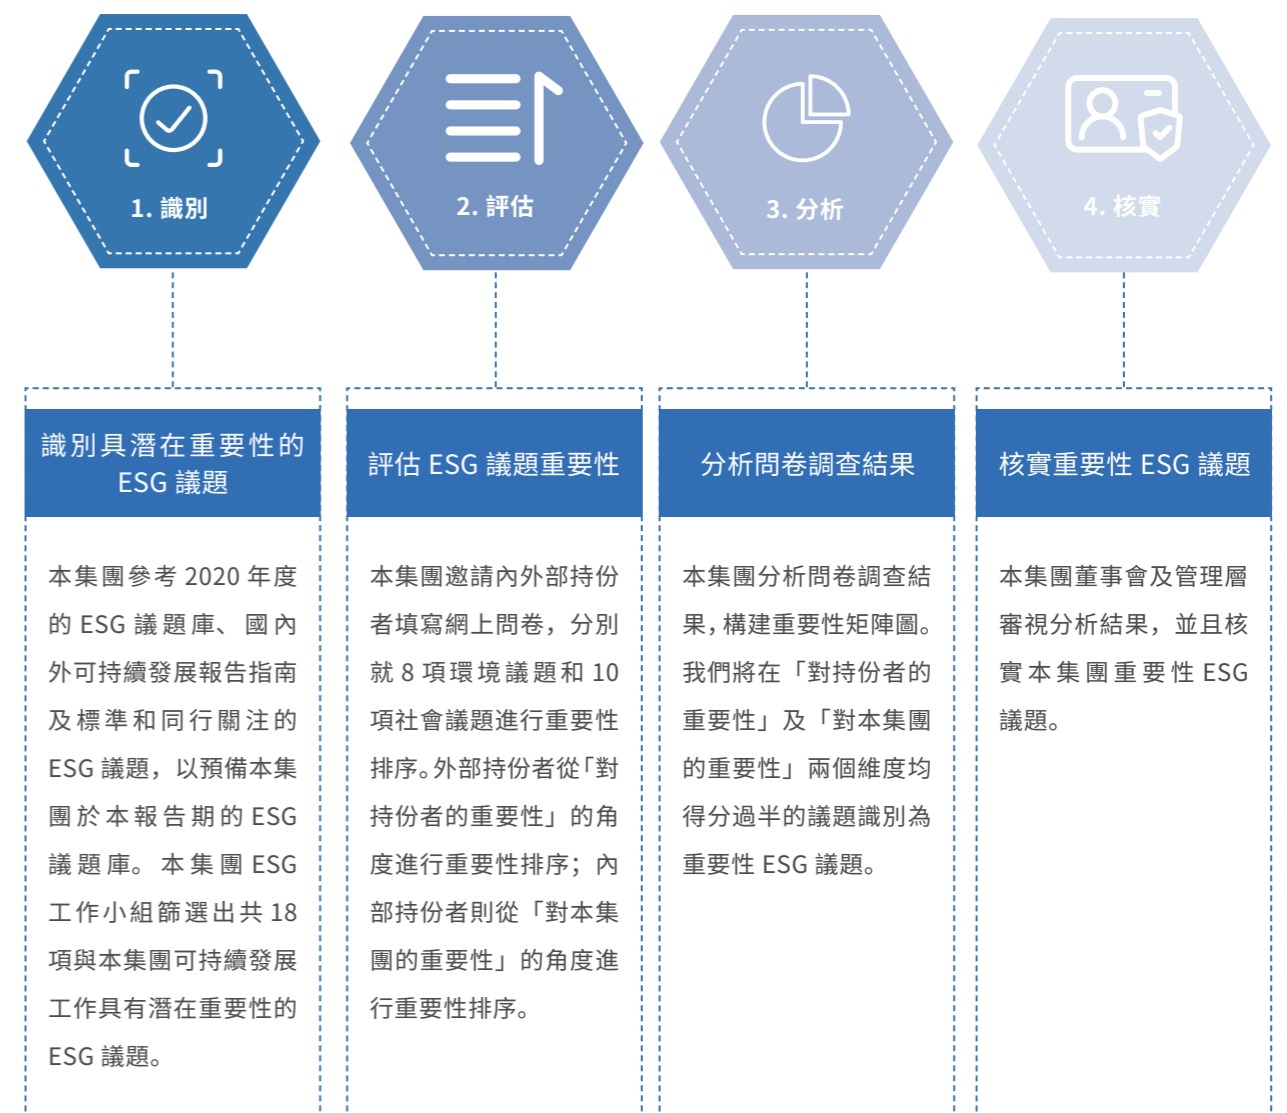 1. 識別
2. 評估
3. 分析
4. 核實
識別具潛在重要性的
ESG 議題
本集團參考 2020 年度
的 ESG 議題庫、國內
外可持續發展報告指南
及標準和同行關注的
ESG 議題，以預備本集
團於本報告期的 ESG
議題庫。本集團 ESG
工作小組篩選出共 18
項與本集團可持續發展
工作具有潛在重要性的
ESG 議題。
評估 ESG 議題重要性
本集團邀請內外部持份
者填寫網上問卷，分別
就 8 項環境議題和 10
項社會議題進行重要性
排序。外部持份者從「對
持份者的重要性」的角
度進行重要性排序；內
部持份者則從「對本集
團的重要性」的角度進
行重要性排序。
分析問卷調查結果
本集團分析問卷調查結
果，構建重要性矩陣圖。
我們將在「對持份者的
重要性」及「對本集團
的重要性」兩個維度均
得分過半的議題識別為
重要性 ESG 議題。
核實重要性 ESG 議題
本集團董事會及管理層
審視分析結果，並且核
實本集團重要性 ESG
議題。